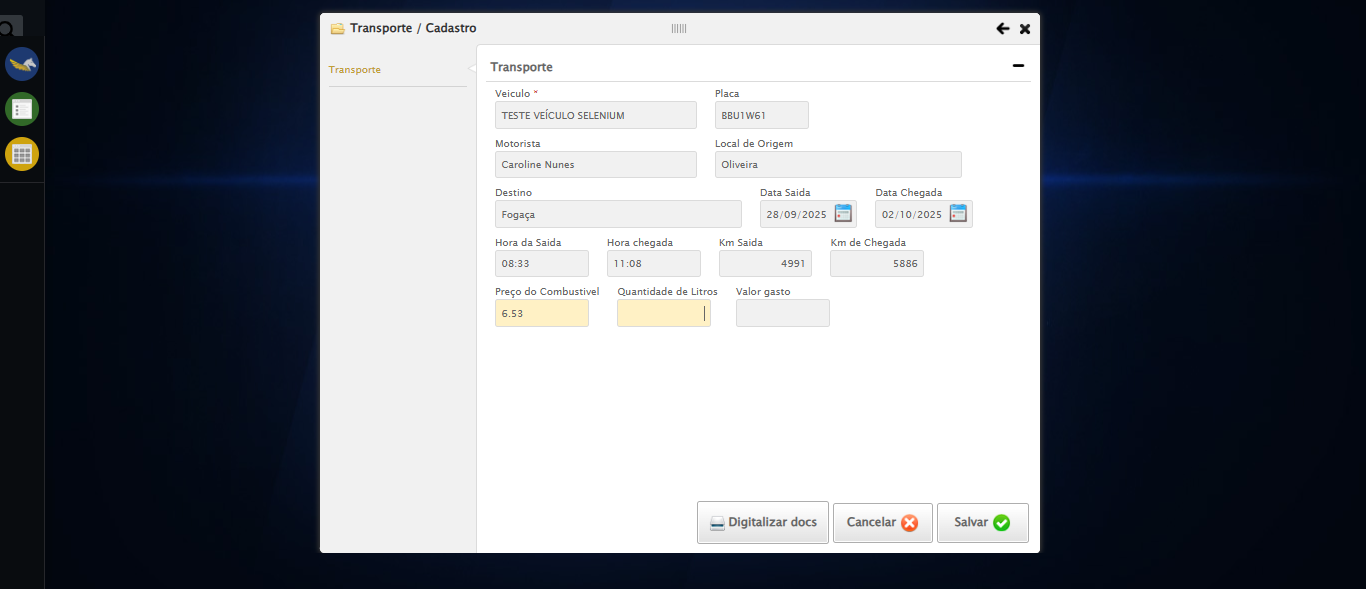 Transporte / Cadastro
Transporte
Transporte
Veiculo *
Placa
TESTE VEÍCULO SELENIUM
BBU1W61
Motorista
Local de Origem
Caroline Nunes
Oliveira
Destino
Data Saida
Data Chegada
Fogaça
28/09/2025
02/10/2025
Hora da Saida
Hora chegada
Km Saida
Km de Chegada
08:33
11:08
4991
5886
Preço do Combustivel
Quantidade de Litros
Valor gasto
6.53
Digitalizar docs
Cancelar
Salvar